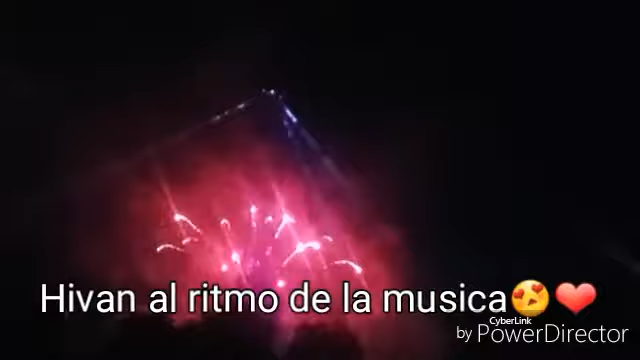 Hivan al ritmo de la musica😍❤
CyberLink
by PowerDirector